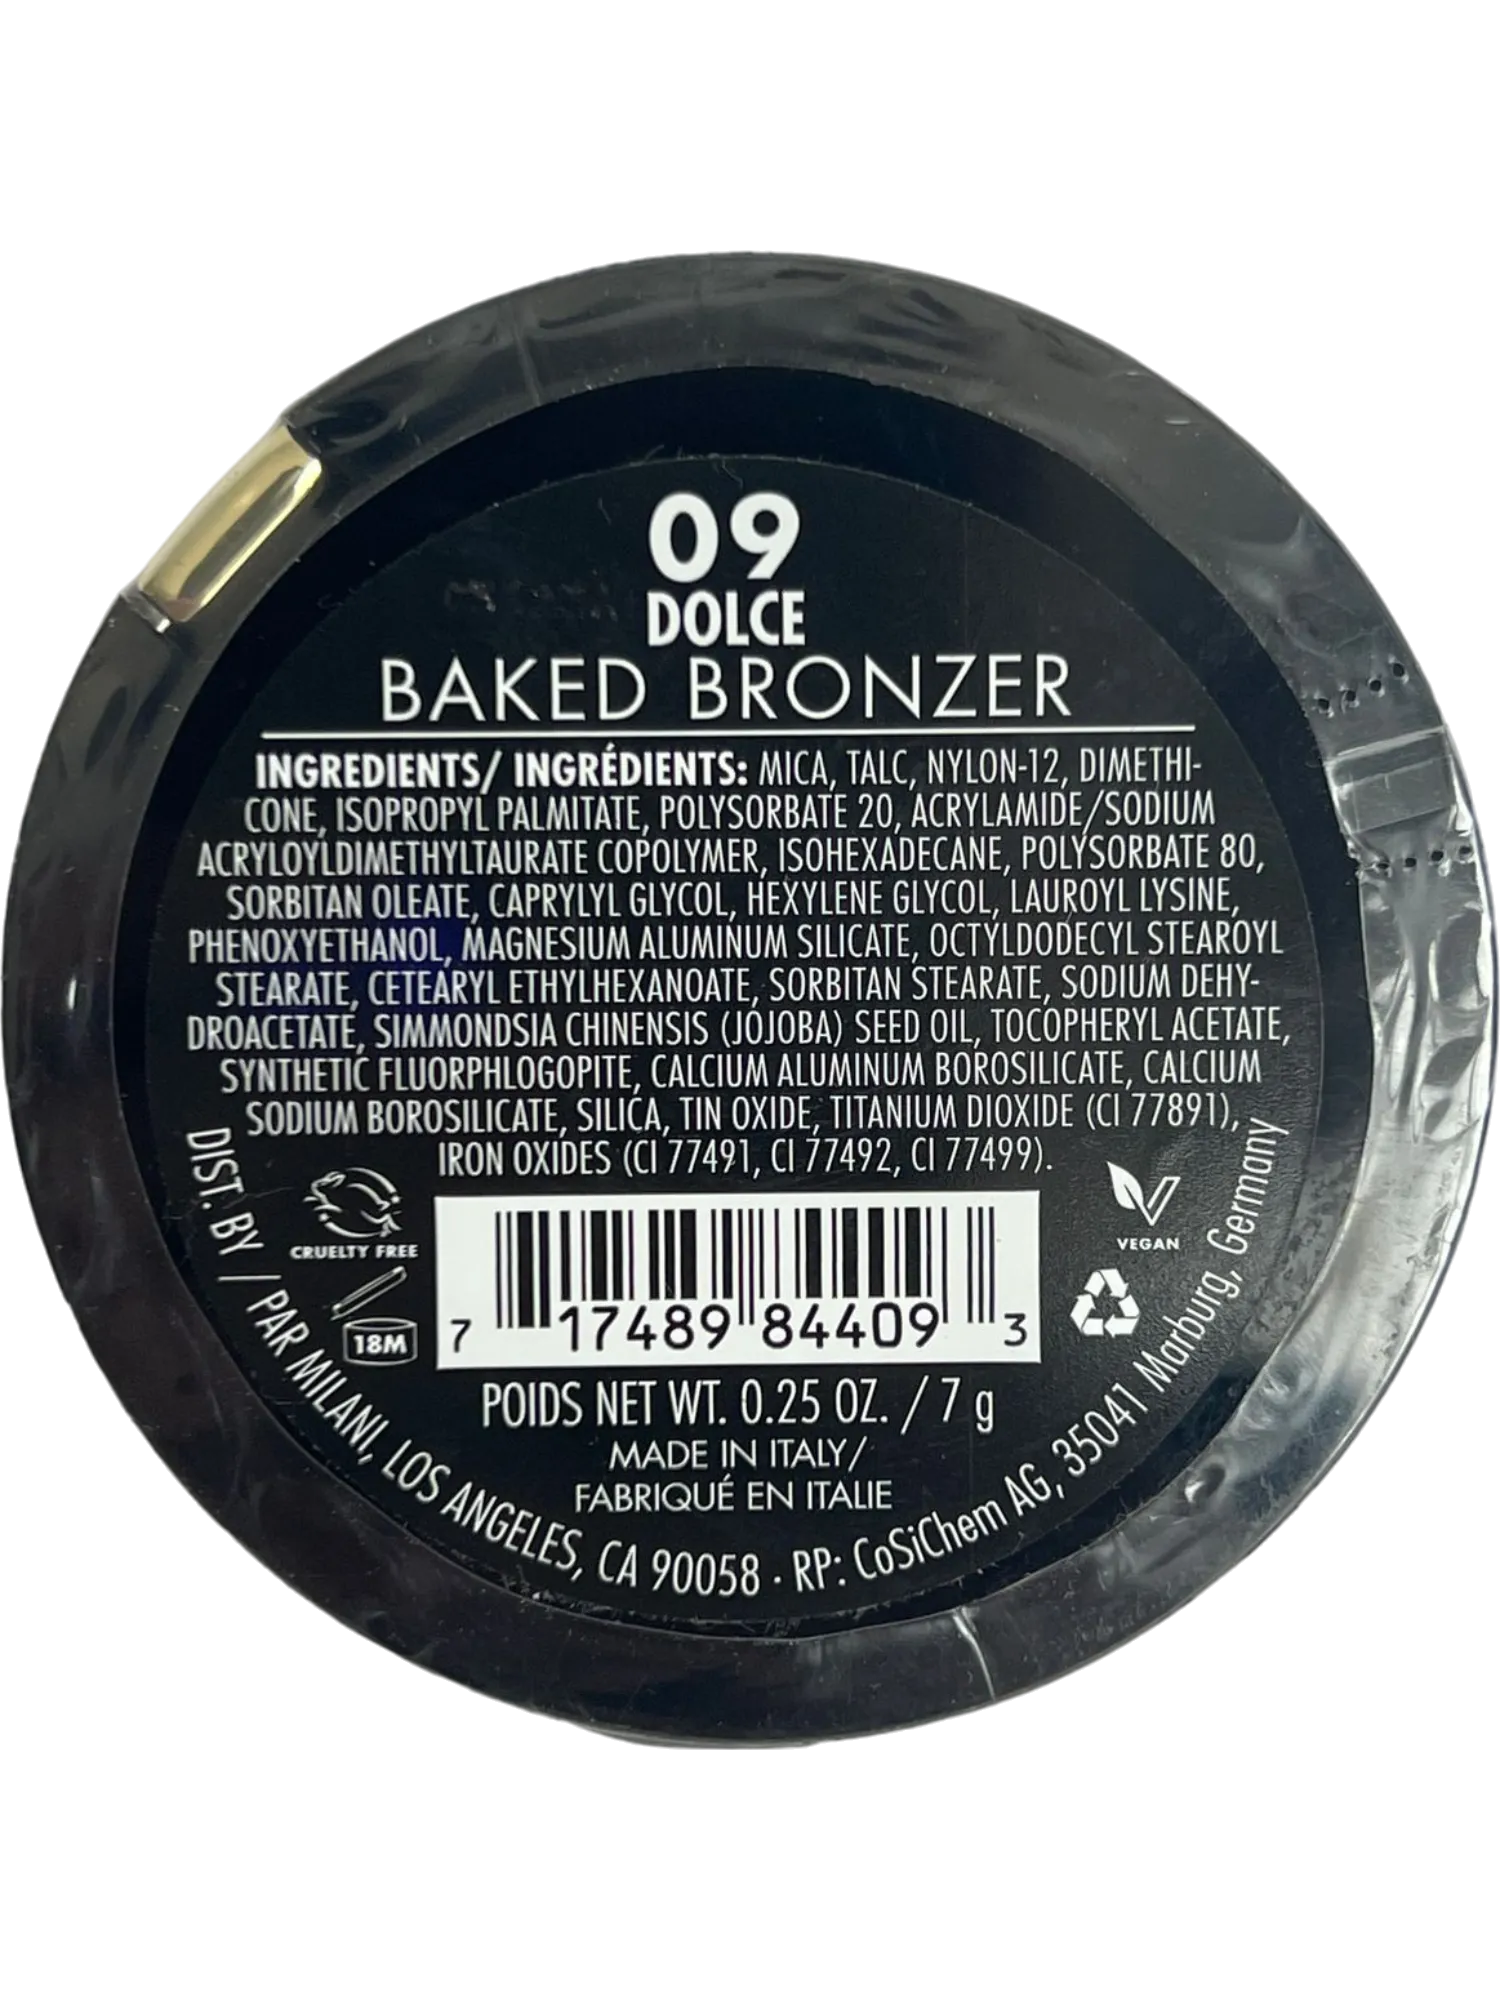 09
DOLCE
BAKED BRONZER
INGREDIENTS/ INGRÉDIENTS: MICA, TALC, NYLON-12, DIMETHI-
CONE, ISOPROPYL PALMITATE, POLYSORBATE 20, ACRYLAMIDE/SODIUM
ACRYLOYLDIMETHYLTAURATE COPOLYMER, ISOHEXADECANE, POLYSORBATE 80,
SORBITAN OLEATE, CAPRYLYL GLYCOL, HEXYLENE GLYCOL, LAUROYL LYSINE,
PHENOXYETHANOL, MAGNESIUM ALUMINUM SILICATE, OCTYLDODECYL STEAROYL
STEARATE, CETEARYL ETHYLHEXANOATE, SORBITAN STEARATE, SODIUM DEHY-
DROACETATE, SIMMONDSIA CHINENSIS (JOJOBA) SEED OIL, TOCOPHERYL ACETATE,
SYNTHETIC FLUORPHLOGOPITE, CALCIUM ALUMINUM BOROSILICATE, CALCIUM
SODIUM BOROSILICATE, SILICA, TIN OXIDE, TITANIUM DIOXIDE (CI 77891),
IRON OXIDES (CI 77491, CI 77492, CI 77499).
CRUELTY FREE
VEGAN
18M
7 17489 84409 3
POIDS NET WT. 0.25 OZ. / 7 g
MADE IN ITALY/
FABRIQUÉ EN ITALIE
DIST. BY / PAR MILANI, LOS ANGELES, CA 90058 · RP: CoSiChem AG, 35041 Marburg, Germany